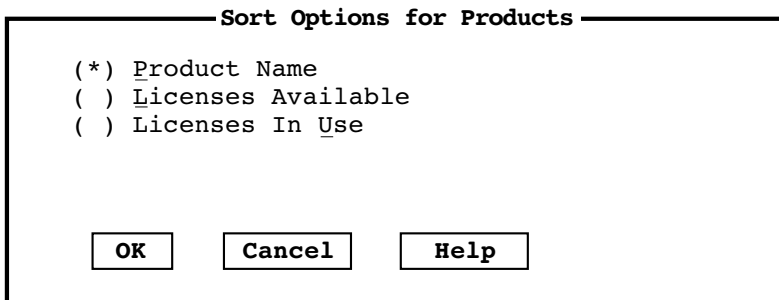 Sort Options for Products
(*) Product Name
( ) Licenses Available
( ) Licenses In Use
OK Cancel Help